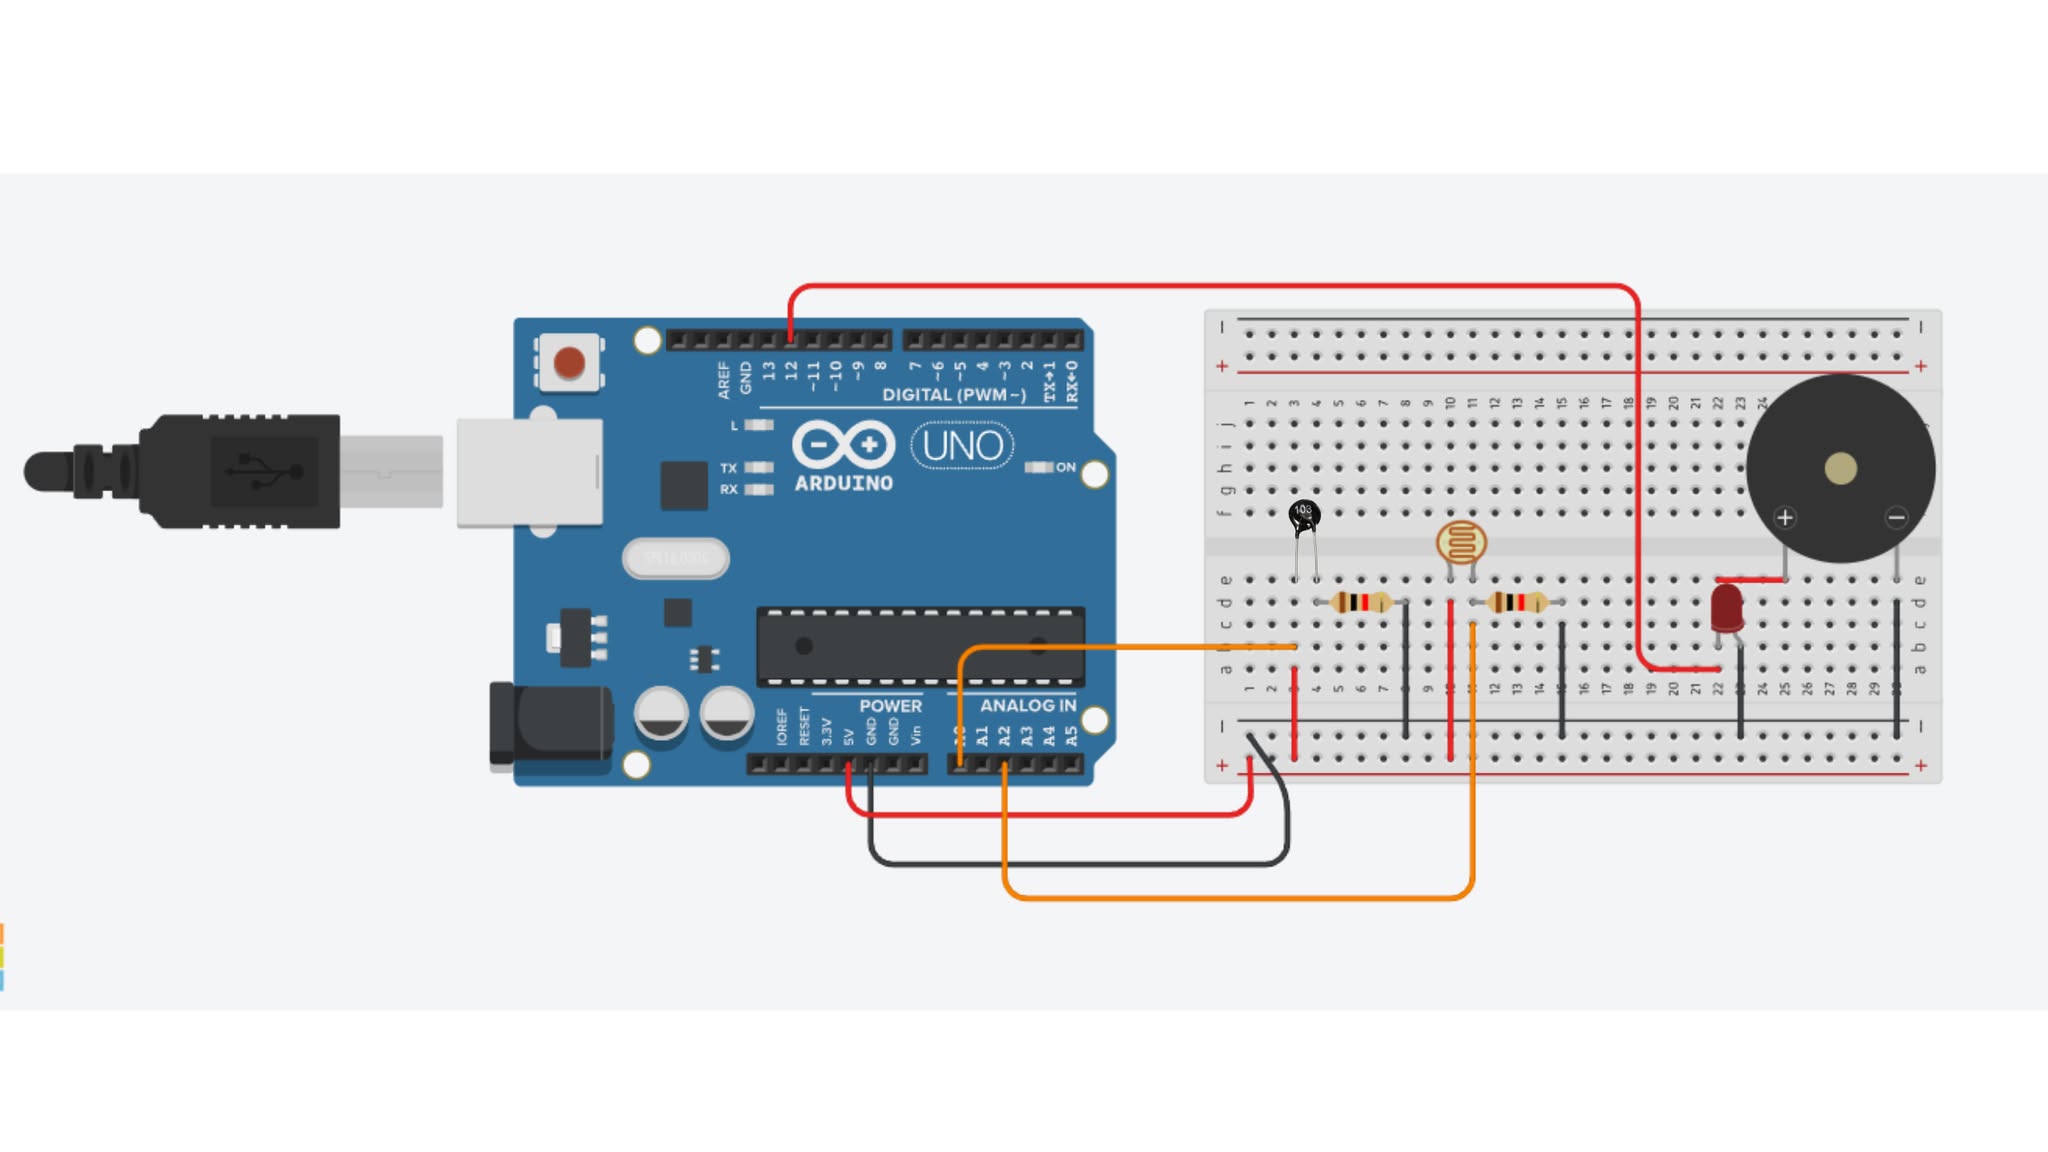 AREF
GND
13
12
~11
~10
~9
8
7
~6
~5
4
~3
2
TX→1
RX←0
DIGITAL (PWM ~)
L
TX
RX
UNO
ON
ARDUINO
POWER
ANALOG IN
IOREF
RESET
3.3V
5V
GND
GND
Vin
A0
A1
A2
A3
A4
A5
− −
+ +
1 2 3 4 5 6 7 8 9 10 11 12 13 14 15 16 17 18 19 20 21 22 23 24
j
i
h
g
f
103
+ −
e e
d d
c c
b b
a a
1 2 3 4 5 6 7 8 9 10 11 12 13 14 15 16 17 18 19 20 21 22 23 24 25 26 27 28 29
− −
+ +